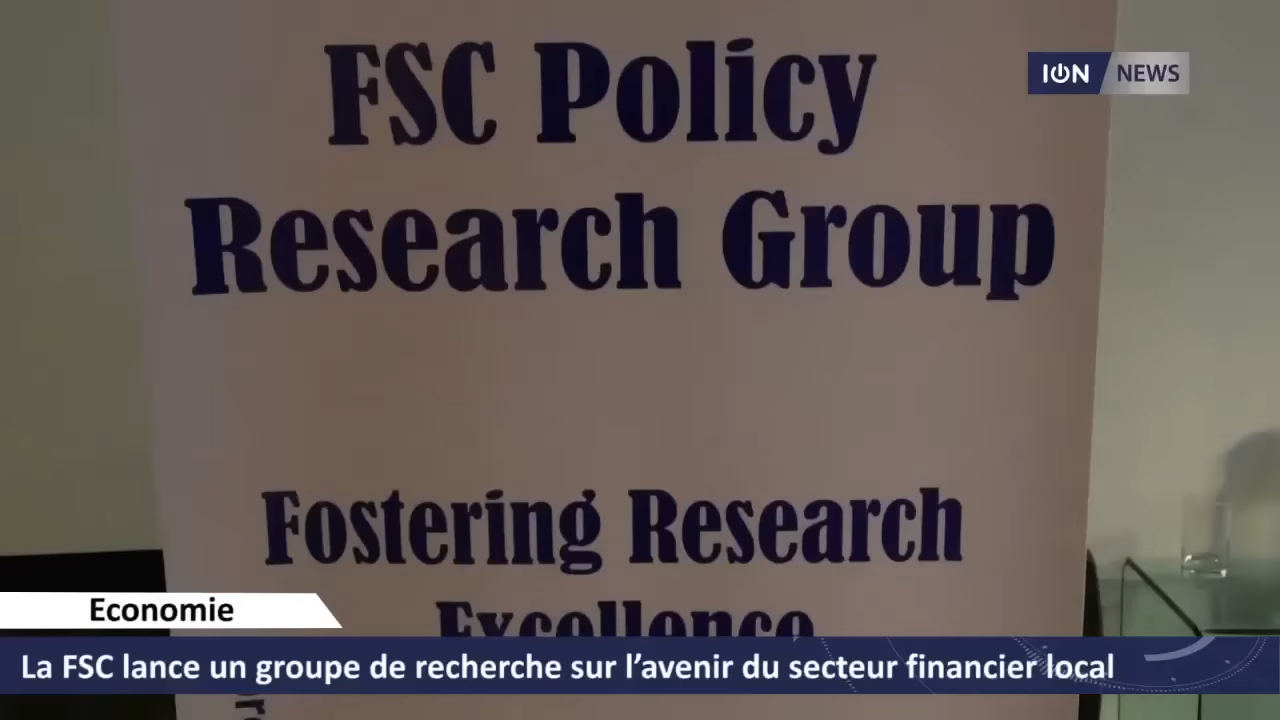 FSC Policy
ION NEWS
Research Group
Fostering Research
Excellence
Economie
La FSC lance un groupe de recherche sur l'avenir du secteur financier local